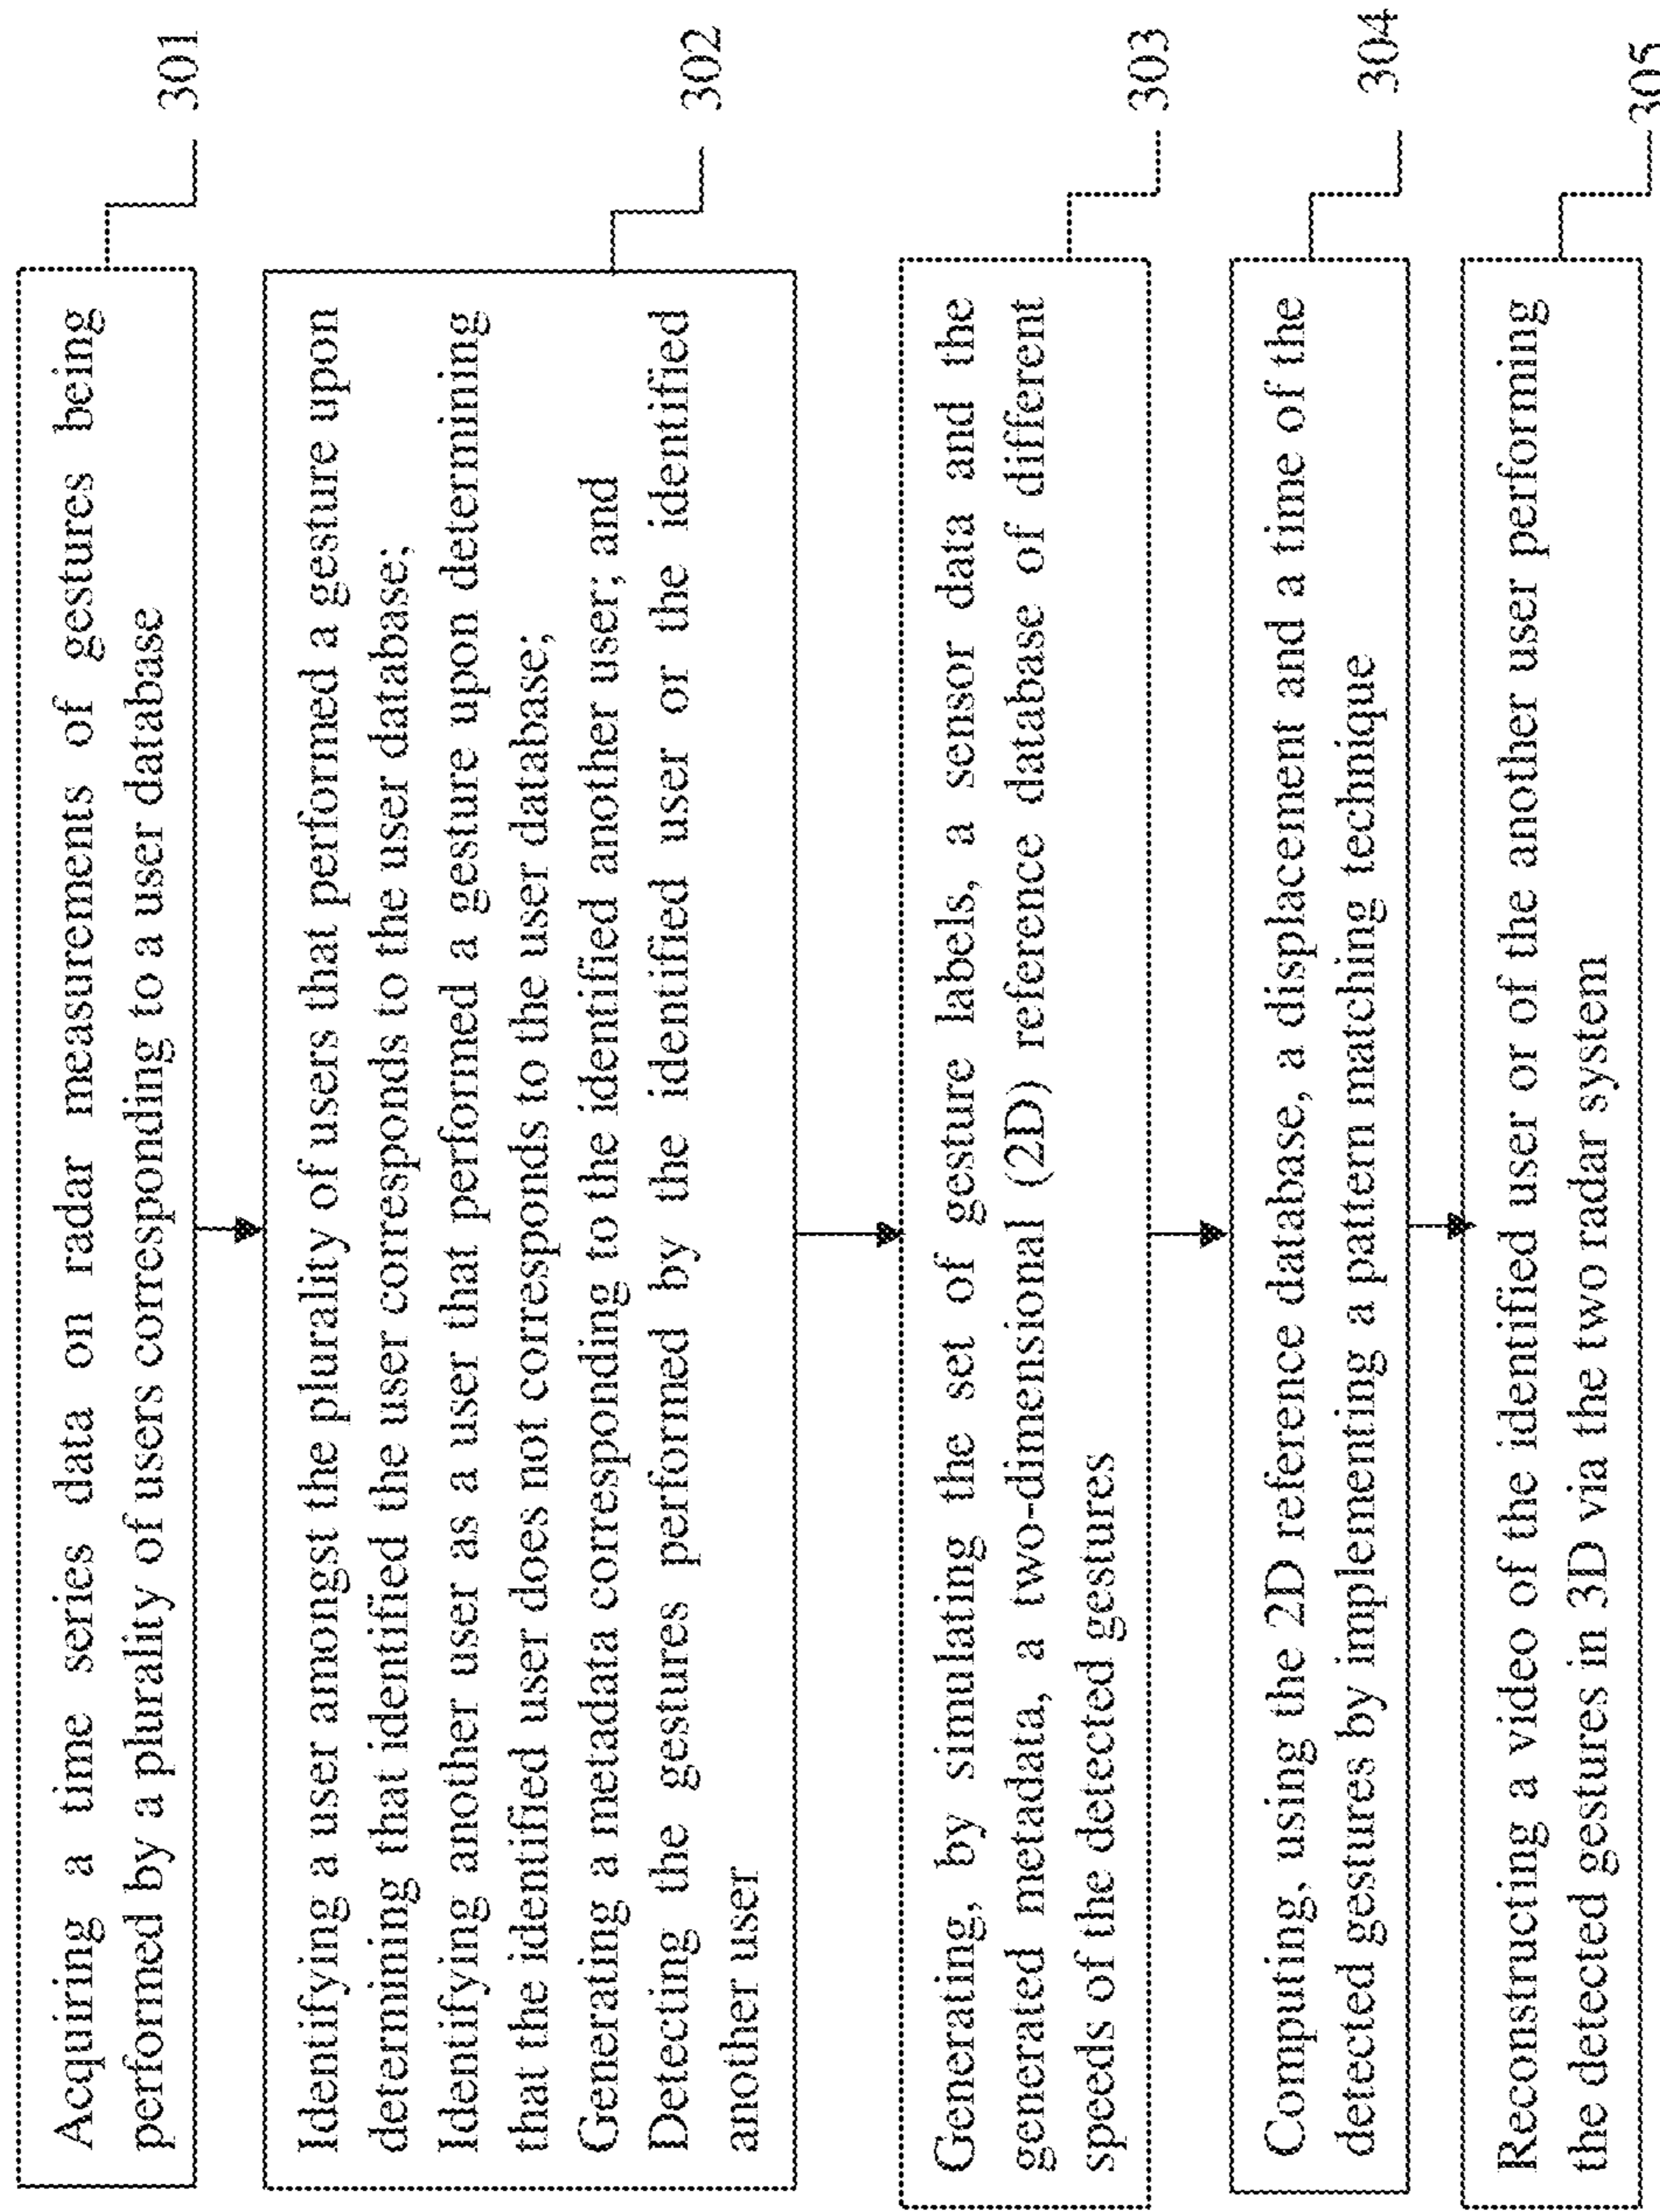 Acquiring a time series data on radar measurements of gestures being
performed by a plurality of users corresponding to a user database
301
Identifying a user amongst the plurality of users that performed a gesture upon
determining that identified the user corresponds to the user database;
Identifying another user as a user that performed a gesture upon determining
that the identified user does not corresponds to the user database;
Generating a metadata corresponding to the identified another user; and
Detecting the gestures performed by the identified user or the identified
another user
302
Generating, by simulating the set of gesture labels, a sensor data and the
generated metadata, a two-dimensional (2D) reference database of different
speeds of the detected gestures
303
Computing, using the 2D reference database, a displacement and a time of the
detected gestures by implementing a pattern matching technique
304
Reconstructing a video of the identified user or of the another user performing
the detected gestures in 3D via the two radar system
305